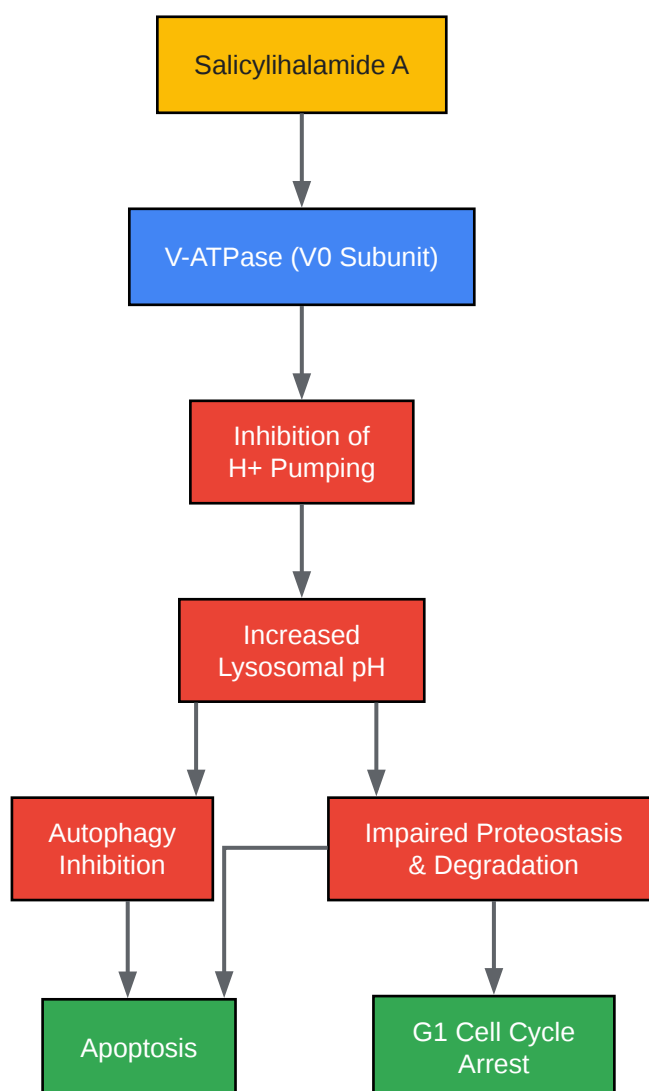 Salicylihalamide A
V-ATPase (V0 Subunit)
Inhibition of
H+ Pumping
Increased
Lysosomal pH
Autophagy
Inhibition
Impaired Proteostasis
& Degradation
Apoptosis
G1 Cell Cycle
Arrest